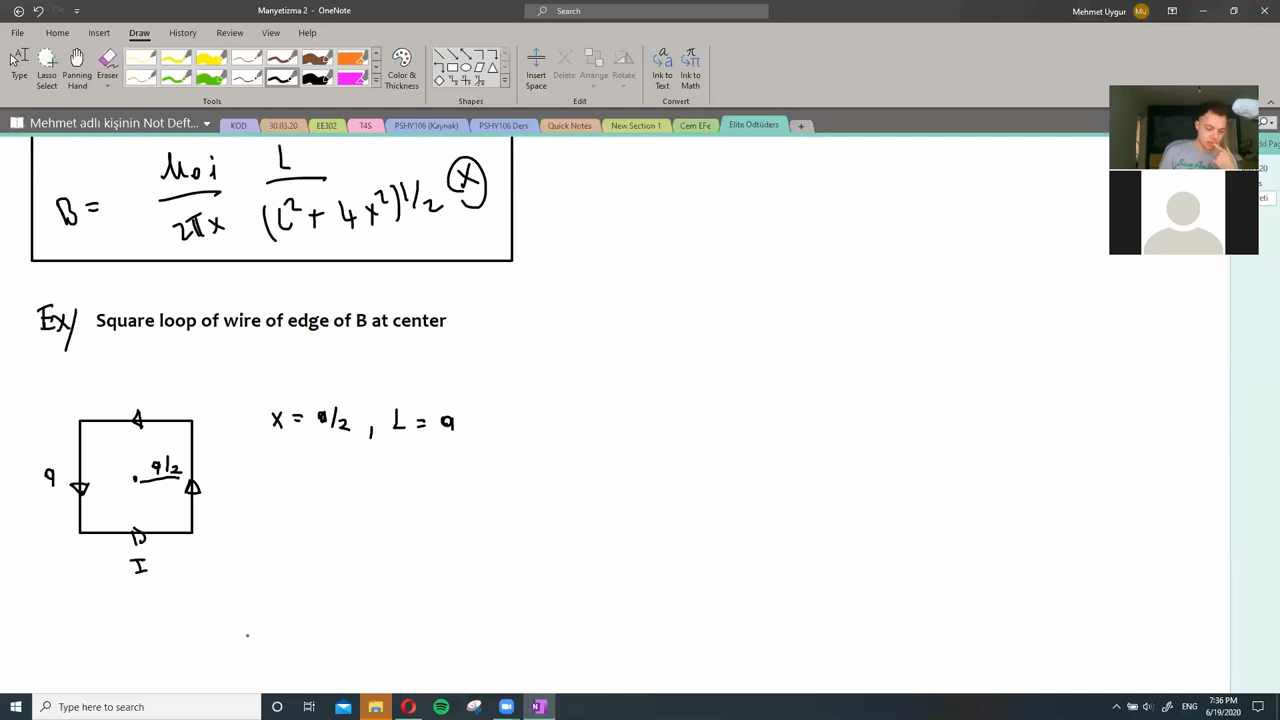 Manyetizma 2 - OneNote
Search
Mehmet Uygur
MU
File Home Insert Draw History Review View Help
Type
Lasso Select
Panning Hand
Eraser
Color & Thickness
Insert Space
Delete
Arrange
Rotate
Ink to Text
Ink to Math
Tools
Shapes
Edit
Convert
Mehmet adlı kişinin Not Deft...
KOD
30.03.20
EE302
T4S
PSHY106 (Kaynak)
PSHY106 Ders
Quick Notes
New Section 1
Cem EFe
Elite Odtüders
B = μ₀i / 2πx L / (L² + 4x²)^1/2 X
Ex/ Square loop of wire of edge of B at center
x = a/2 , L = a
a/2
a
I
Type here to search
ENG
7:36 PM
6/19/2020